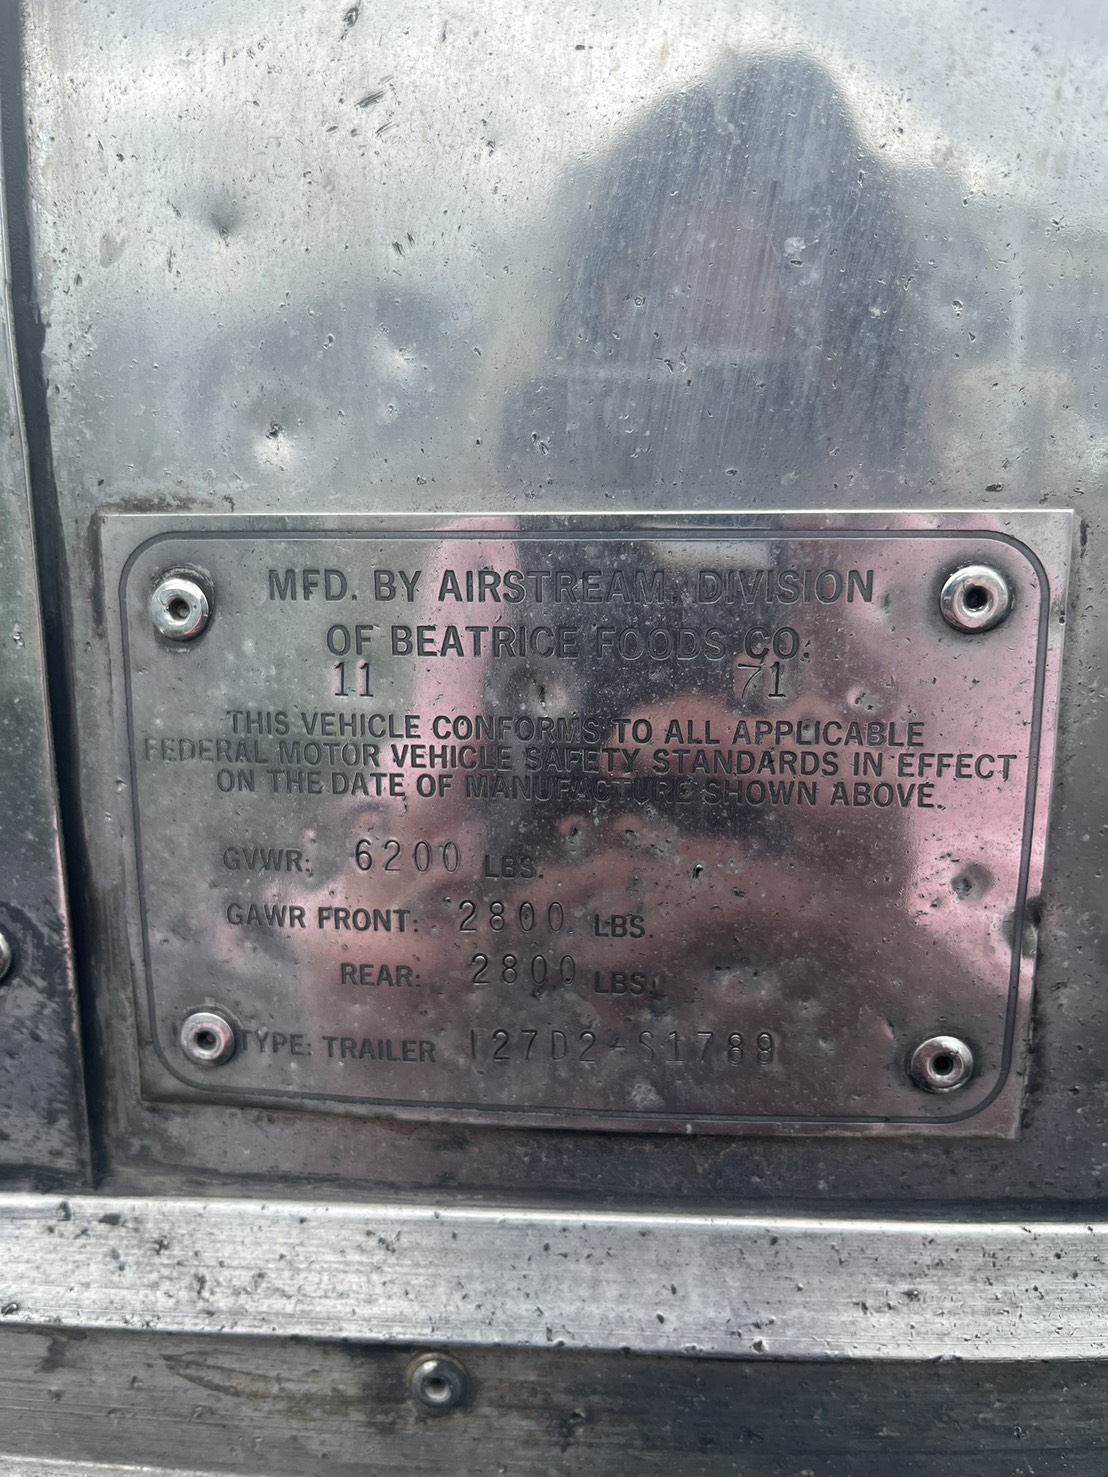 MFD. BY AIRSTREAM, DIVISION
OF BEATRICE FOODS CO.
11 71
THIS VEHICLE CONFORMS TO ALL APPLICABLE
FEDERAL MOTOR VEHICLE SAFETY STANDARDS IN EFFECT
ON THE DATE OF MANUFACTURE SHOWN ABOVE.
GVWR: 6200 LBS.
GAWR FRONT: 2800 LBS.
REAR: 2800 LBS.
TYPE: TRAILER I27D2-S1789